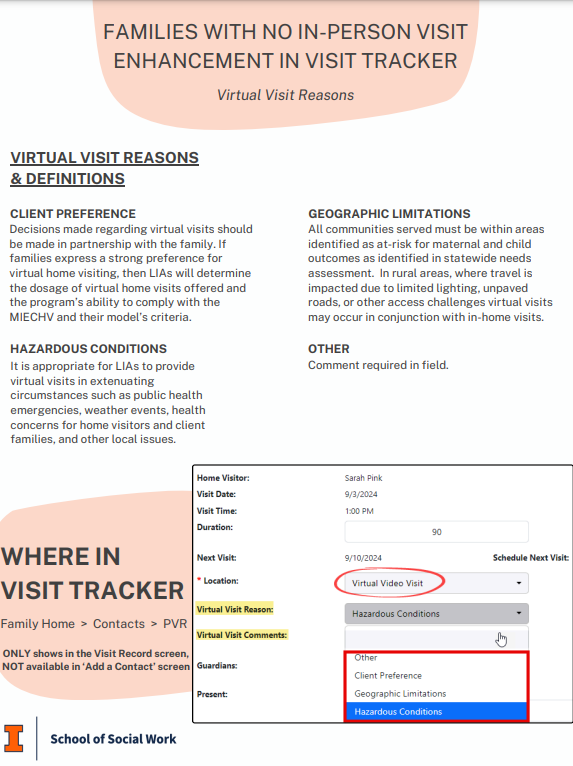 FAMILIES WITH NO IN-PERSON VISIT
ENHANCEMENT IN VISIT TRACKER
Virtual Visit Reasons
VIRTUAL VISIT REASONS
& DEFINITIONS
CLIENT PREFERENCE
Decisions made regarding virtual visits should
be made in partnership with the family. If
families express a strong preference for
virtual home visiting, then LIAs will determine
the dosage of virtual home visits offered and
the program's ability to comply with the
MIECHV and their model's criteria.
HAZARDOUS CONDITIONS
It is appropriate for LIAs to provide
virtual visits in extenuating
circumstances such as public health
emergencies, weather events, health
concerns for home visitors and client
families, and other local issues.
GEOGRAPHIC LIMITATIONS
All communities served must be within areas
identified as at-risk for maternal and child
outcomes as identified in statewide needs
assessment. In rural areas, where travel is
impacted due to limited lighting, unpaved
roads, or other access challenges virtual visits
may occur in conjunction with in-home visits.
OTHER
Comment required in field.
WHERE IN
VISIT TRACKER
Family Home > Contacts > PVR
ONLY shows in the Visit Record screen,
NOT available in 'Add a Contact' screen
Home Visitor: Sarah Pink
Visit Date: 9/3/2024
Visit Time: 1:00 PM
Duration: 90
Next Visit: 9/10/2024 Schedule Next Visit:
* Location: Virtual Video Visit
Virtual Visit Reason: Hazardous Conditions
Virtual Visit Comments:
Other
Guardians:
Client Preference
Present:
Geographic Limitations
Hazardous Conditions
I School of Social Work